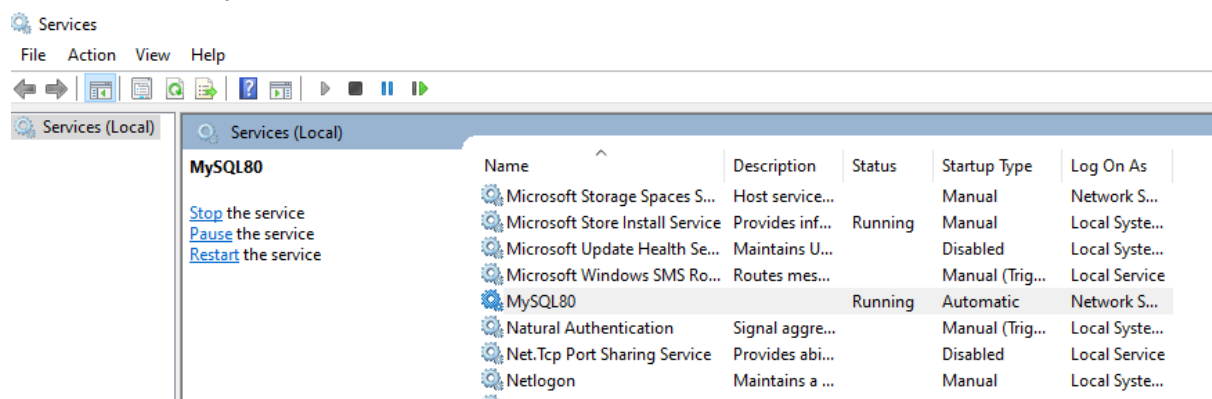 Services
File Action View Help
Services (Local)
Services (Local)
MySQL80
Stop the service
Pause the service
Restart the service
Name Description Status Startup Type Log On As
Microsoft Storage Spaces S... Host service... Manual Network S...
Microsoft Store Install Service Provides inf... Running Manual Local Syste...
Microsoft Update Health Se... Maintains U... Disabled Local Syste...
Microsoft Windows SMS Ro... Routes mes... Manual (Trig... Local Service
MySQL80 Running Automatic Network S...
Natural Authentication Signal aggre... Manual (Trig... Local Syste...
Net.Tcp Port Sharing Service Provides abi... Disabled Local Service
Netlogon Maintains a ... Manual Local Syste...